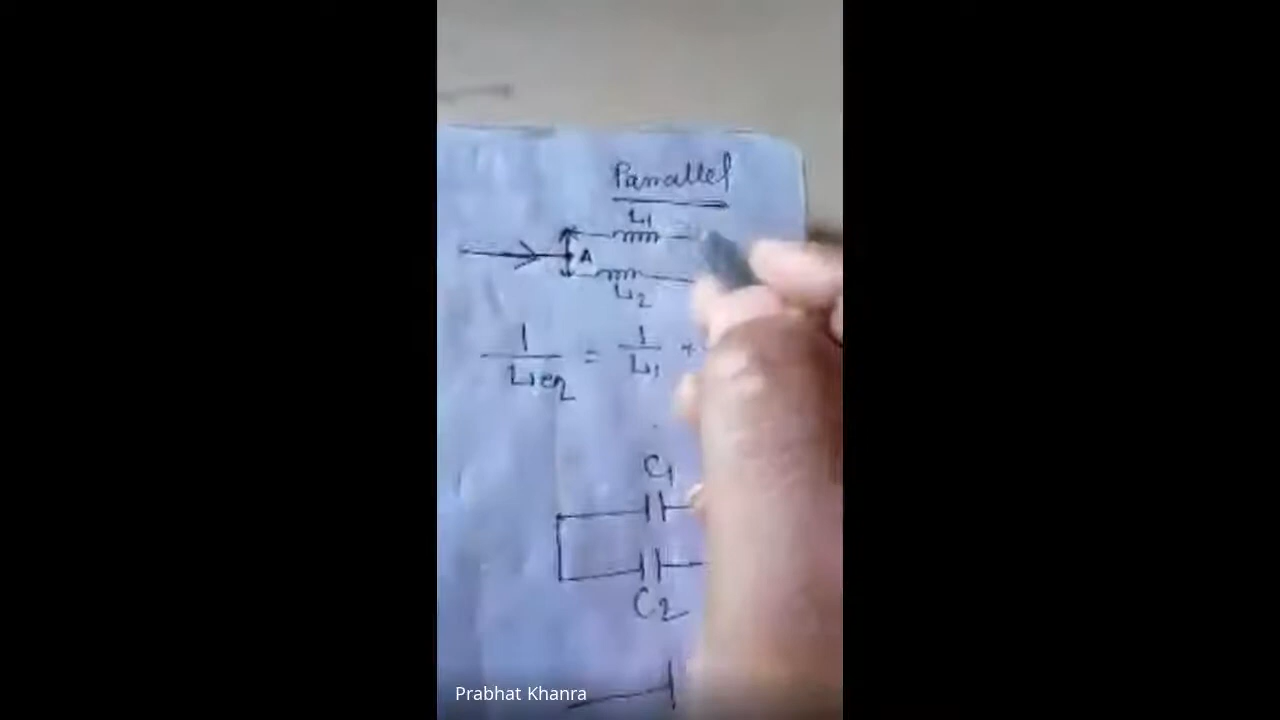 Parallel
L1
A
L2
1/Leq = 1/L1 +
C1
C2
Prabhat Khanra